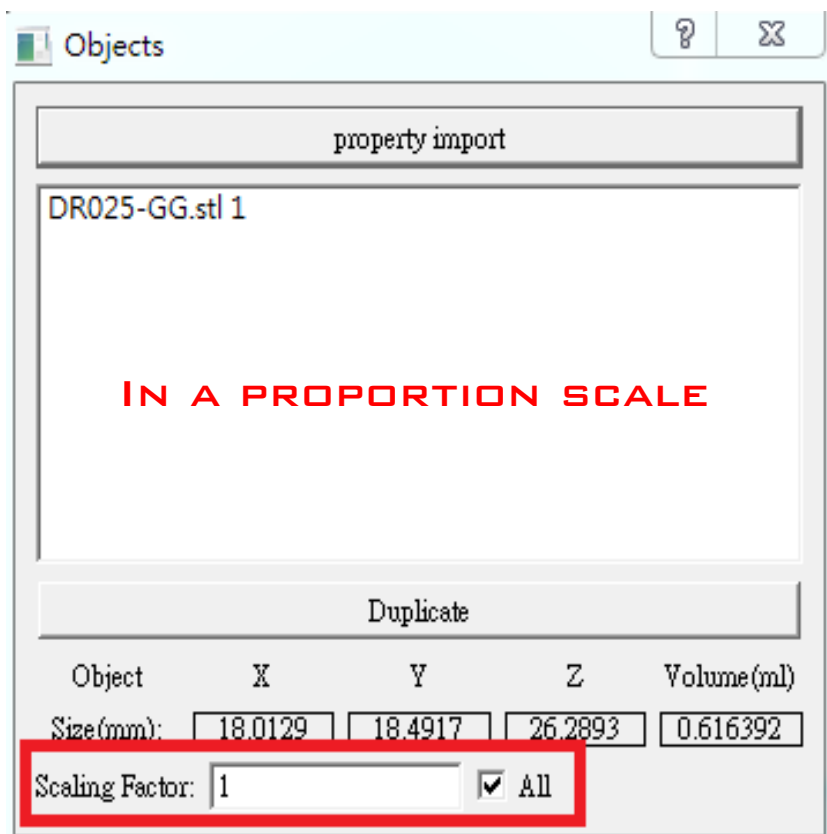 Objects
property import
DR025-GG.stl 1
In a proportion scale
Duplicate
Object X Y Z Volume(ml)
Size(mm): 18.0129 18.4917 26.2893 0.616392
Scaling Factor: 1 All